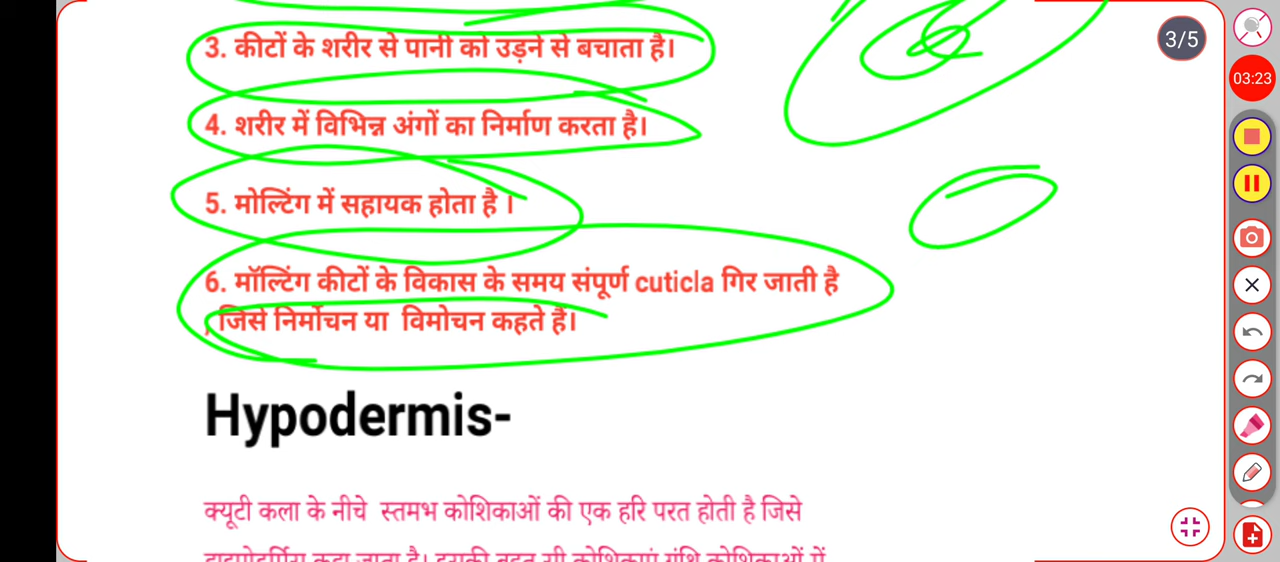 3. कीटों के शरीर से पानी को उड़ने से बचाता है।
3/5
03:23
4. शरीर में विभिन्न अंगों का निर्माण करता है।
5. मोल्टिंग में सहायक होता है ।
6. मॉल्टिंग कीटों के विकास के समय संपूर्ण cuticla गिर जाती है
, जिसे निर्मोचन या विमोचन कहते है।
Hypodermis-
क्यूटी कला के नीचे स्तमभ कोशिकाओं की एक हरि परत होती है जिसे